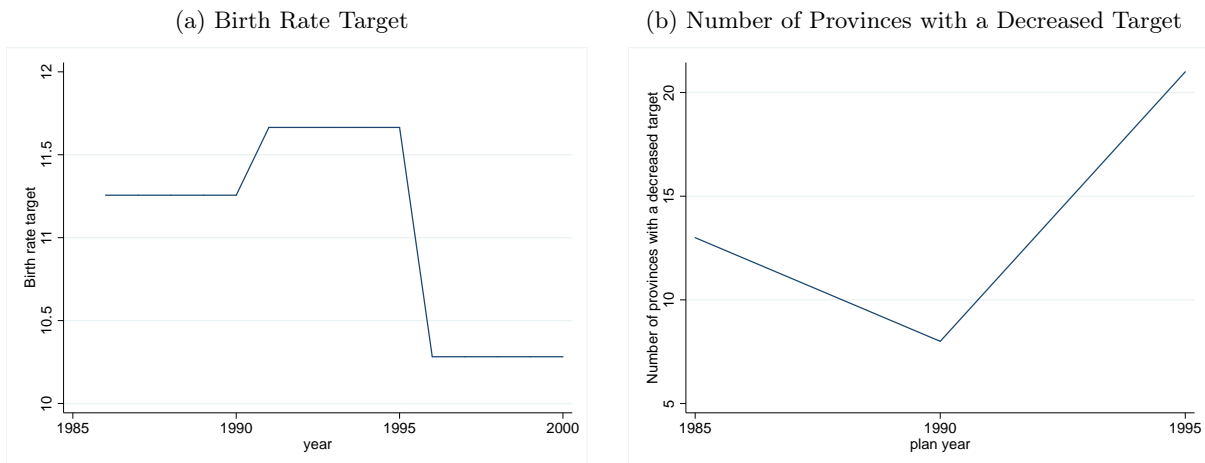 (a) Birth Rate Target
12
11.5
11
10.5
10
Birth rate target
1985 1990 1995 2000
year
(b) Number of Provinces with a Decreased Target
20
15
10
5
Number of provinces with a decreased target
1985 1990 1995
plan year